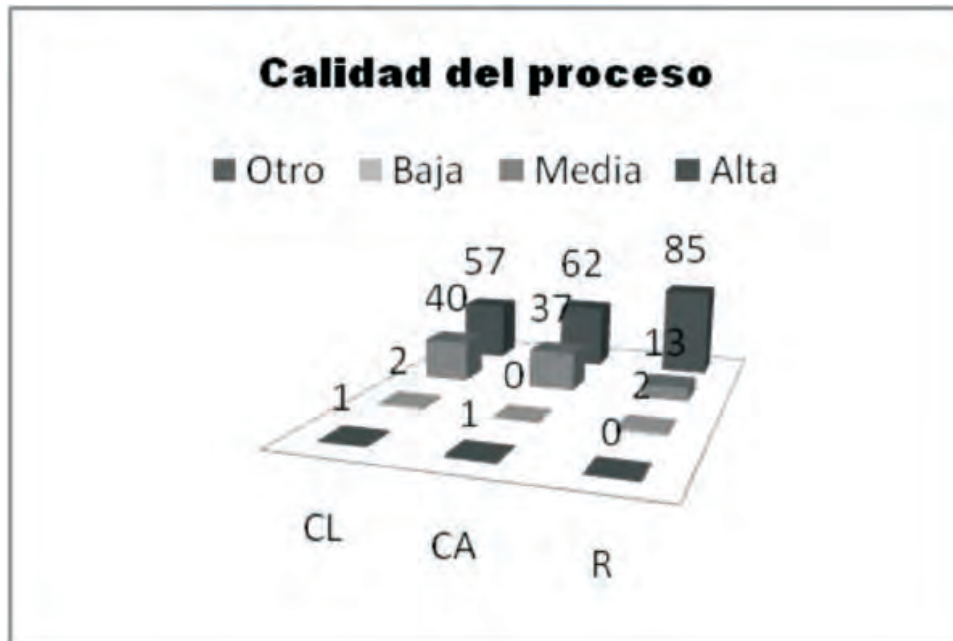 Calidad del proceso
Otro Baja Media Alta
57 62 85
40 37 13
2 0 2
1 1 0
CL CA R